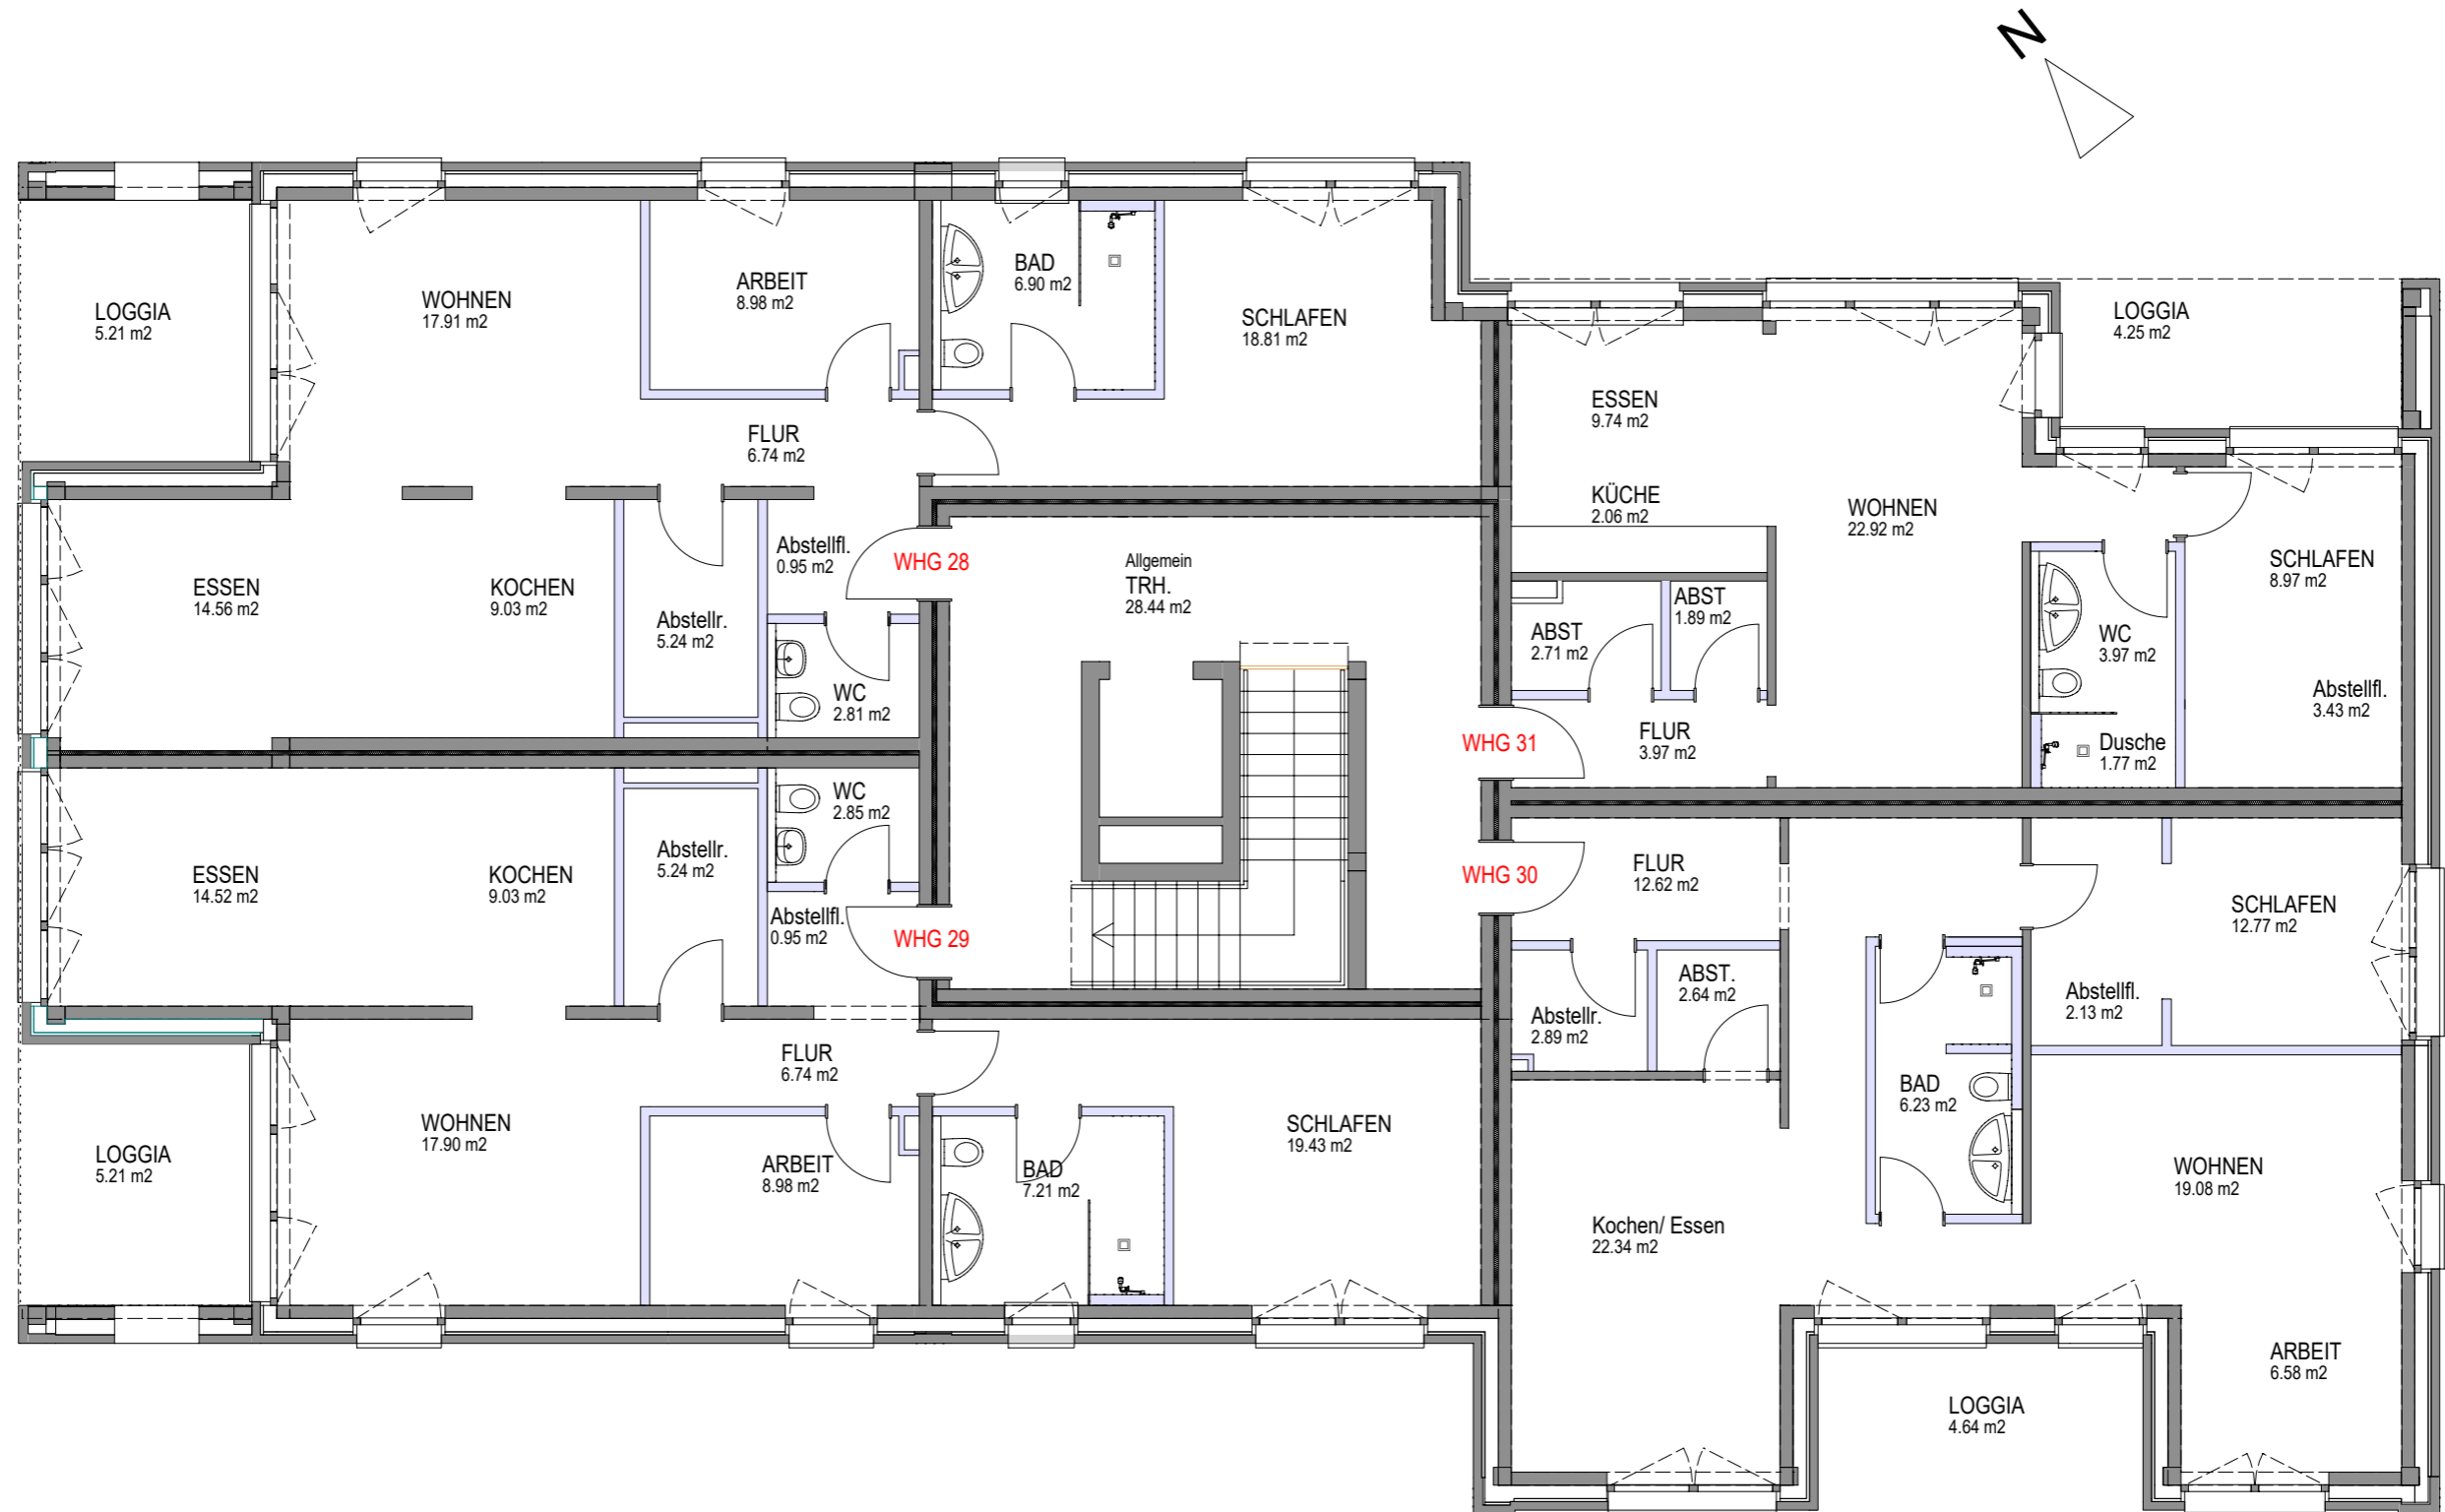 N
LOGGIA
5.21 m2
WOHNEN
17.91 m2
ARBEIT
8.98 m2
BAD
6.90 m2
SCHLAFEN
18.81 m2
LOGGIA
4.25 m2
FLUR
6.74 m2
ESSEN
9.74 m2
KÜCHE
2.06 m2
WOHNEN
22.92 m2
SCHLAFEN
8.97 m2
ESSEN
14.56 m2
KOCHEN
9.03 m2
Abstellr.
5.24 m2
Abstellfl.
0.95 m2
WHG 28
Allgemein
TRH.
28.44 m2
ABST
2.71 m2
ABST
1.89 m2
WC
3.97 m2
Abstellfl.
3.43 m2
WC
2.81 m2
WHG 31
FLUR
3.97 m2
Dusche
1.77 m2
ESSEN
14.52 m2
KOCHEN
9.03 m2
Abstellr.
5.24 m2
WC
2.85 m2
Abstellfl.
0.95 m2
WHG 29
WHG 30
FLUR
12.62 m2
SCHLAFEN
12.77 m2
Abstellr.
2.89 m2
ABST.
2.64 m2
Abstellfl.
2.13 m2
FLUR
6.74 m2
LOGGIA
5.21 m2
WOHNEN
17.90 m2
ARBEIT
8.98 m2
BAD
7.21 m2
SCHLAFEN
19.43 m2
BAD
6.23 m2
WOHNEN
19.08 m2
Kochen/ Essen
22.34 m2
ARBEIT
6.58 m2
LOGGIA
4.64 m2